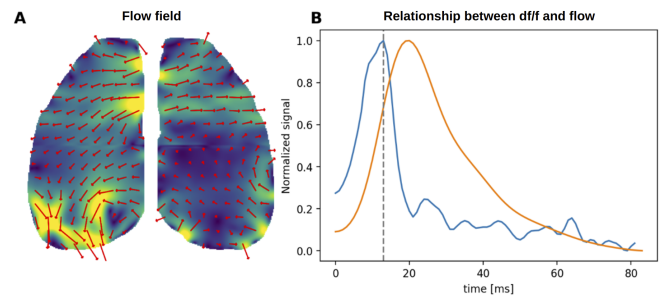 A
Flow field
B
Relationship between df/f and flow
Normalized signal
1.0
0.8
0.6
0.4
0.2
0.0
0
20
40
60
80
time [ms]